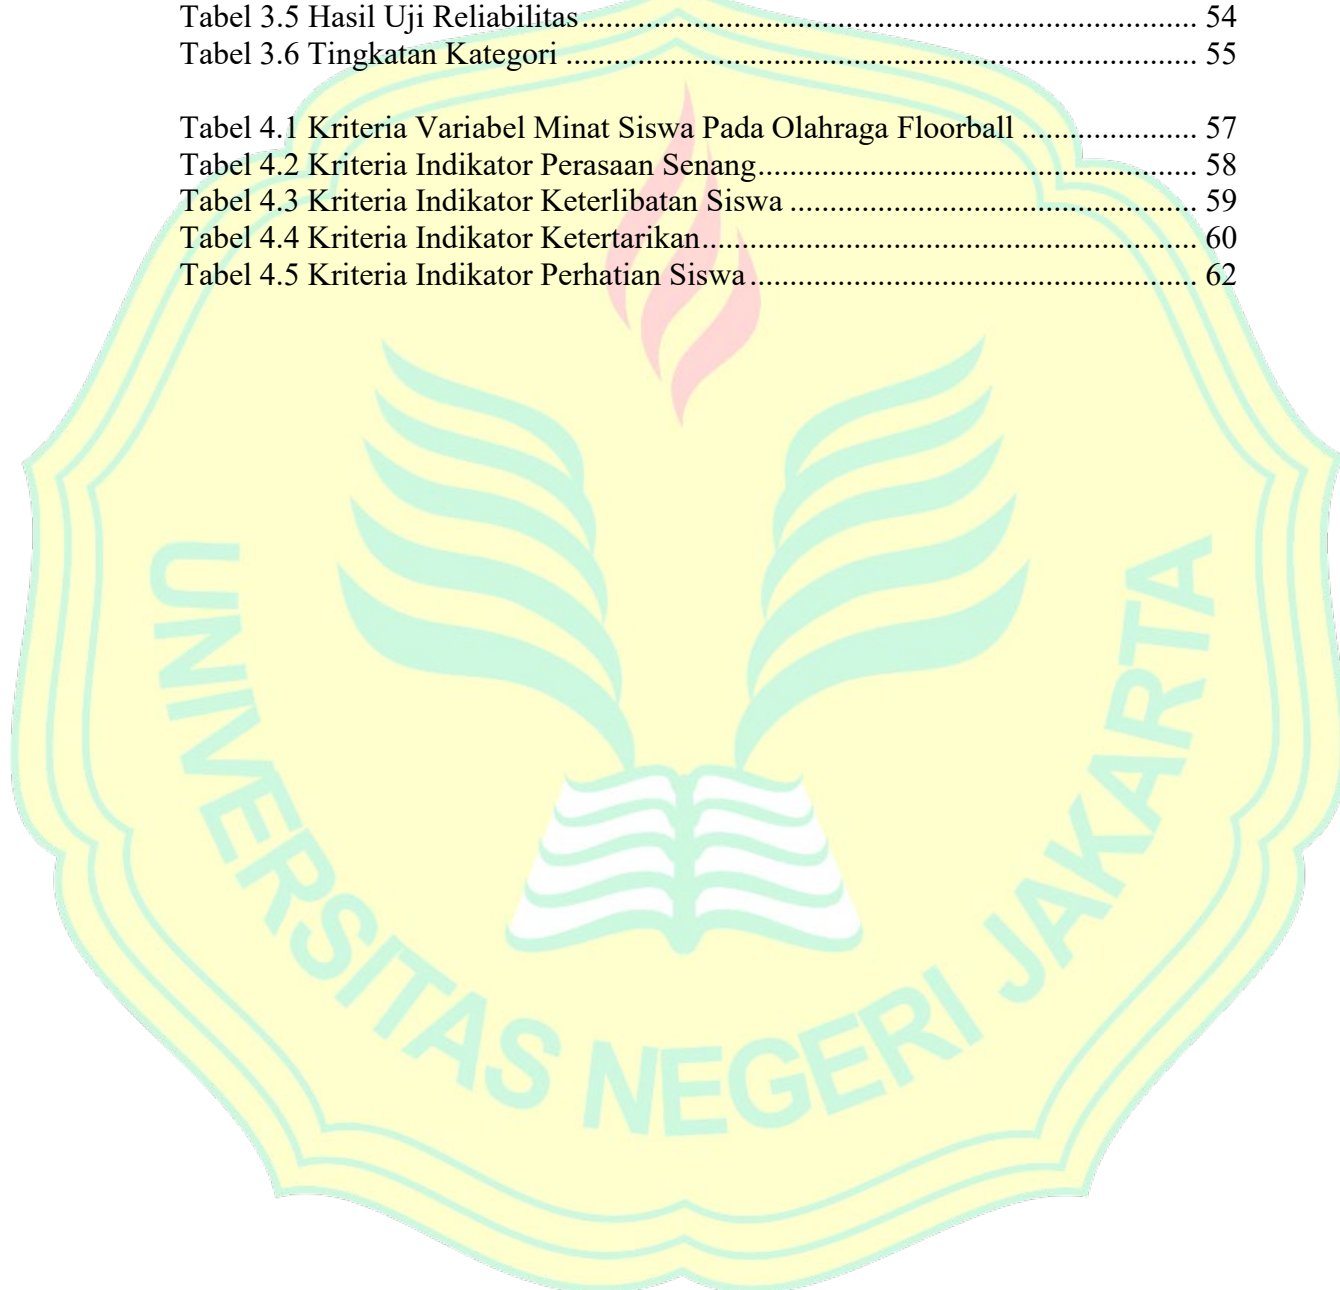 Tabel 3.5 Hasil Uji Reliabilitas............................................................................. 54
Tabel 3.6 Tingkatan Kategori ............................................................................... 55
Tabel 4.1 Kriteria Variabel Minat Siswa Pada Olahraga Floorball ...................... 57
Tabel 4.2 Kriteria Indikator Perasaan Senang....................................................... 58
Tabel 4.3 Kriteria Indikator Keterlibatan Siswa ................................................... 59
Tabel 4.4 Kriteria Indikator Ketertarikan.............................................................. 60
Tabel 4.5 Kriteria Indikator Perhatian Siswa ........................................................ 62
UNIVERSITAS NEGERI JAKARTA